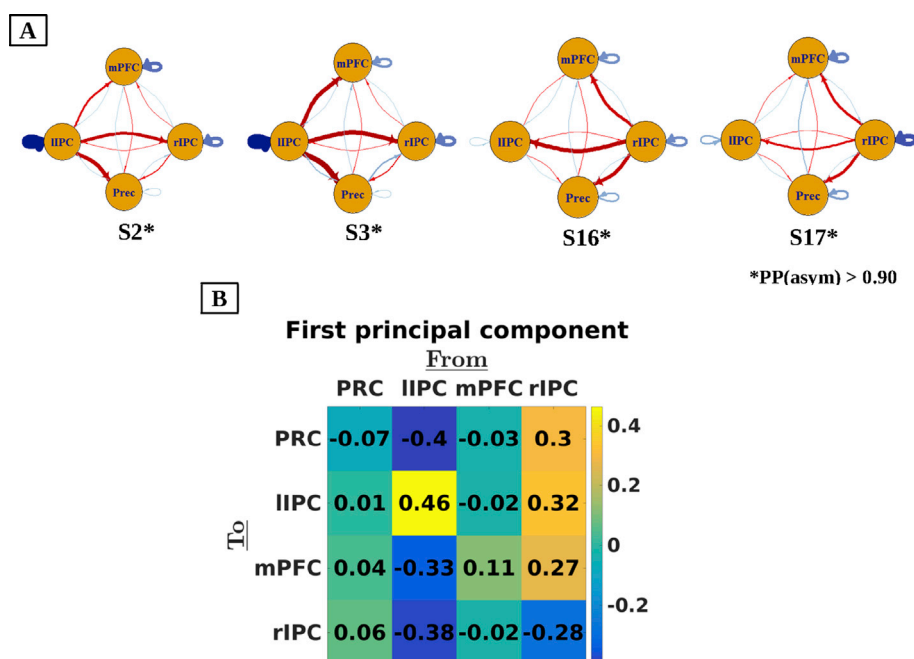 A
mPFC mPFC mPFC mPFC
lIPC rIPC lIPC rIPC lIPC rIPC lIPC rIPC
Prec Prec Prec Prec
S2* S3* S16* S17*
*PP(asym) > 0.90
B
First principal component
From
PRC lIPC mPFC rIPC
PRC -0.07 -0.4 -0.03 0.3 0.4
lIPC 0.01 0.46 -0.02 0.32 0.2
To
0
mPFC 0.04 -0.33 0.11 0.27
-0.2
rIPC 0.06 -0.38 -0.02 -0.28